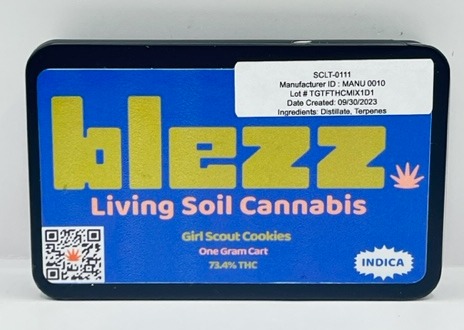 SCLT-0111
Manufacturer ID : MANU 0010
Lot # TGTFTHCMIX1D1
Date Created: 09/30/2023
Ingredients: Distillate, Terpenes
blezz
Living Soil Cannabis
Girl Scout Cookies
One Gram Cart
73.4% THC
INDICA